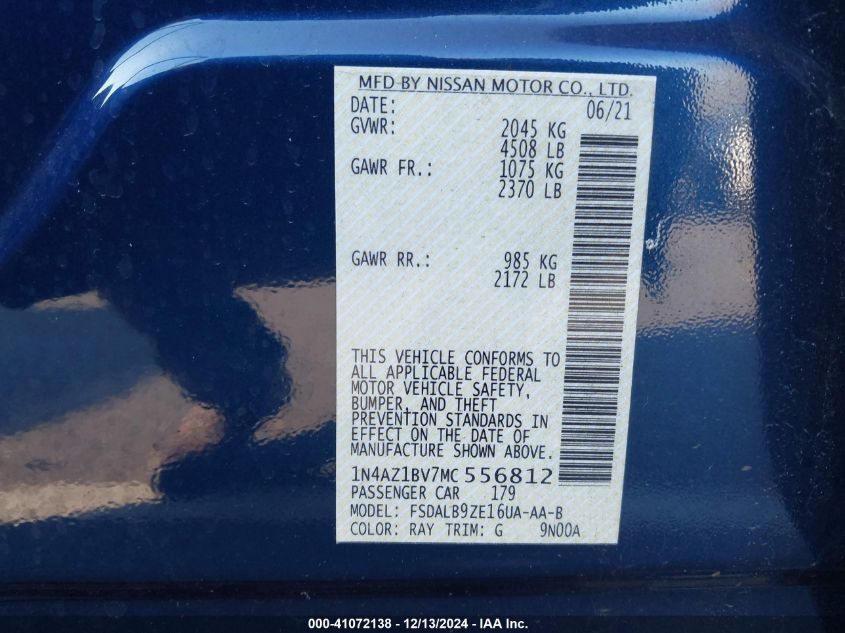 MFD BY NISSAN MOTOR CO., LTD.
DATE: 06/21
GVWR: 2045 KG
4508 LB
GAWR FR.: 1075 KG
2370 LB
GAWR RR.: 985 KG
2172 LB
THIS VEHICLE CONFORMS TO
ALL APPLICABLE FEDERAL
MOTOR VEHICLE SAFETY,
BUMPER, AND THEFT
PREVENTION STANDARDS IN
EFFECT ON THE DATE OF
MANUFACTURE SHOWN ABOVE.
1N4AZ1BV7MC 556812
PASSENGER CAR 179
MODEL: FSDALB9ZE16UA-AA-B
COLOR: RAY TRIM: G 9N00A
000-41072138 - 12/13/2024 - IAA Inc.